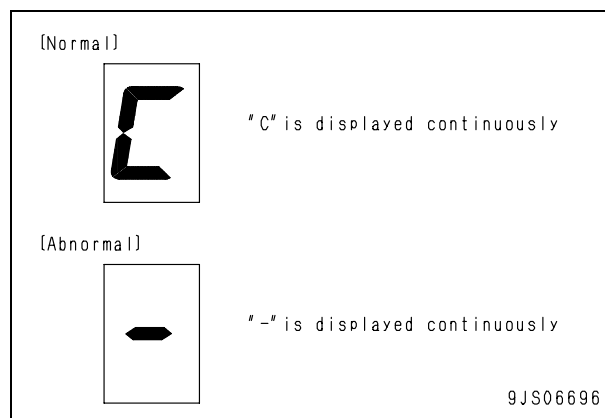 [Normal]
C
"C" is displayed continuously
[Abnormal]
-
"-" is displayed continuously
9JS06696